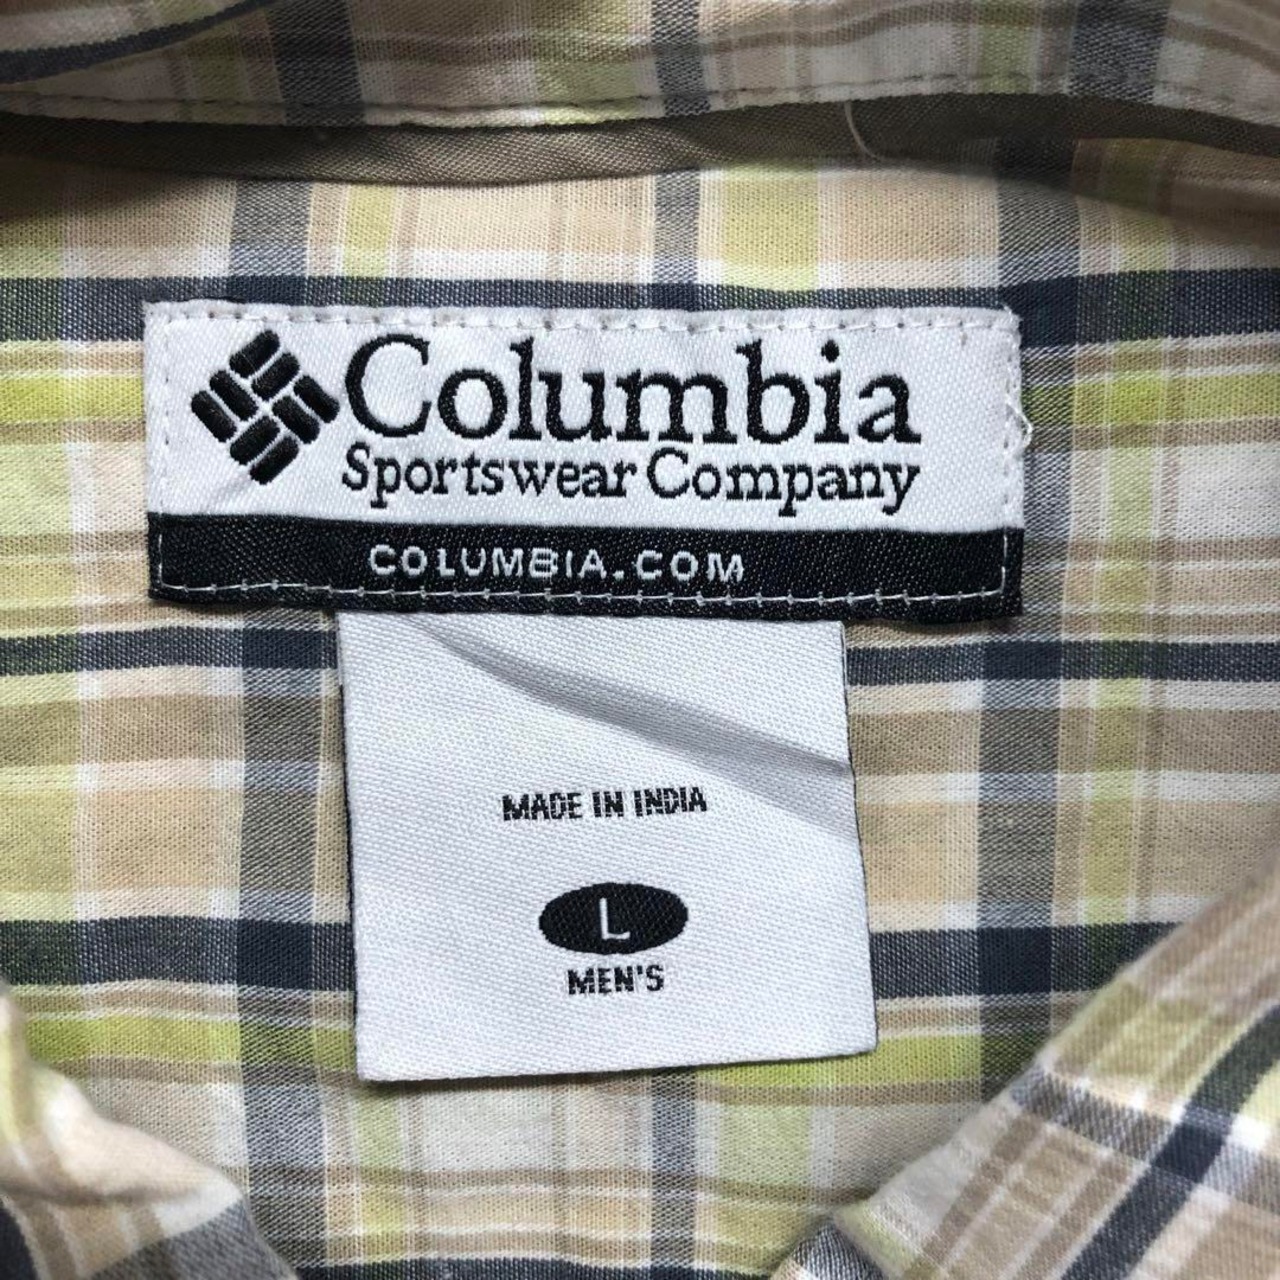 Columbia
Sportswear Company
COLUMBIA.COM
MADE IN INDIA
L
MEN'S